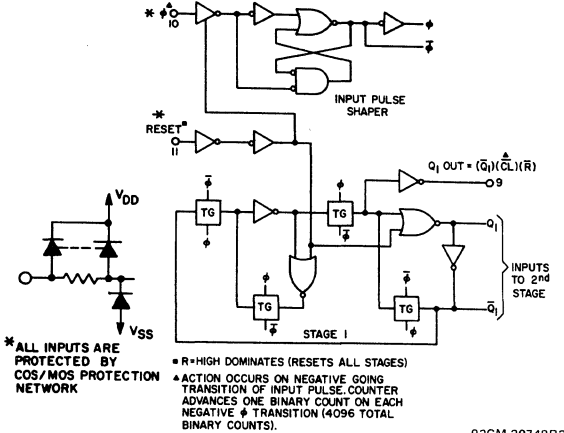 * φ▲
10
φ
φ̄
INPUT PULSE
SHAPER
*
RESET■
11
Q1 OUT = (Q̄1)(C̄L̄▲)(R̄)
9
φ̄
TG
φ
φ
TG
φ̄
φ
TG
φ̄
φ̄
TG
φ
Q1
Q̄1
INPUTS
TO 2nd
STAGE
STAGE 1
VDD
VSS
*ALL INPUTS ARE
PROTECTED BY
COS/MOS PROTECTION
NETWORK
■ R=HIGH DOMINATES (RESETS ALL STAGES)
▲ ACTION OCCURS ON NEGATIVE GOING
TRANSITION OF INPUT PULSE. COUNTER
ADVANCES ONE BINARY COUNT ON EACH
NEGATIVE φ TRANSITION (4096 TOTAL
BINARY COUNTS).